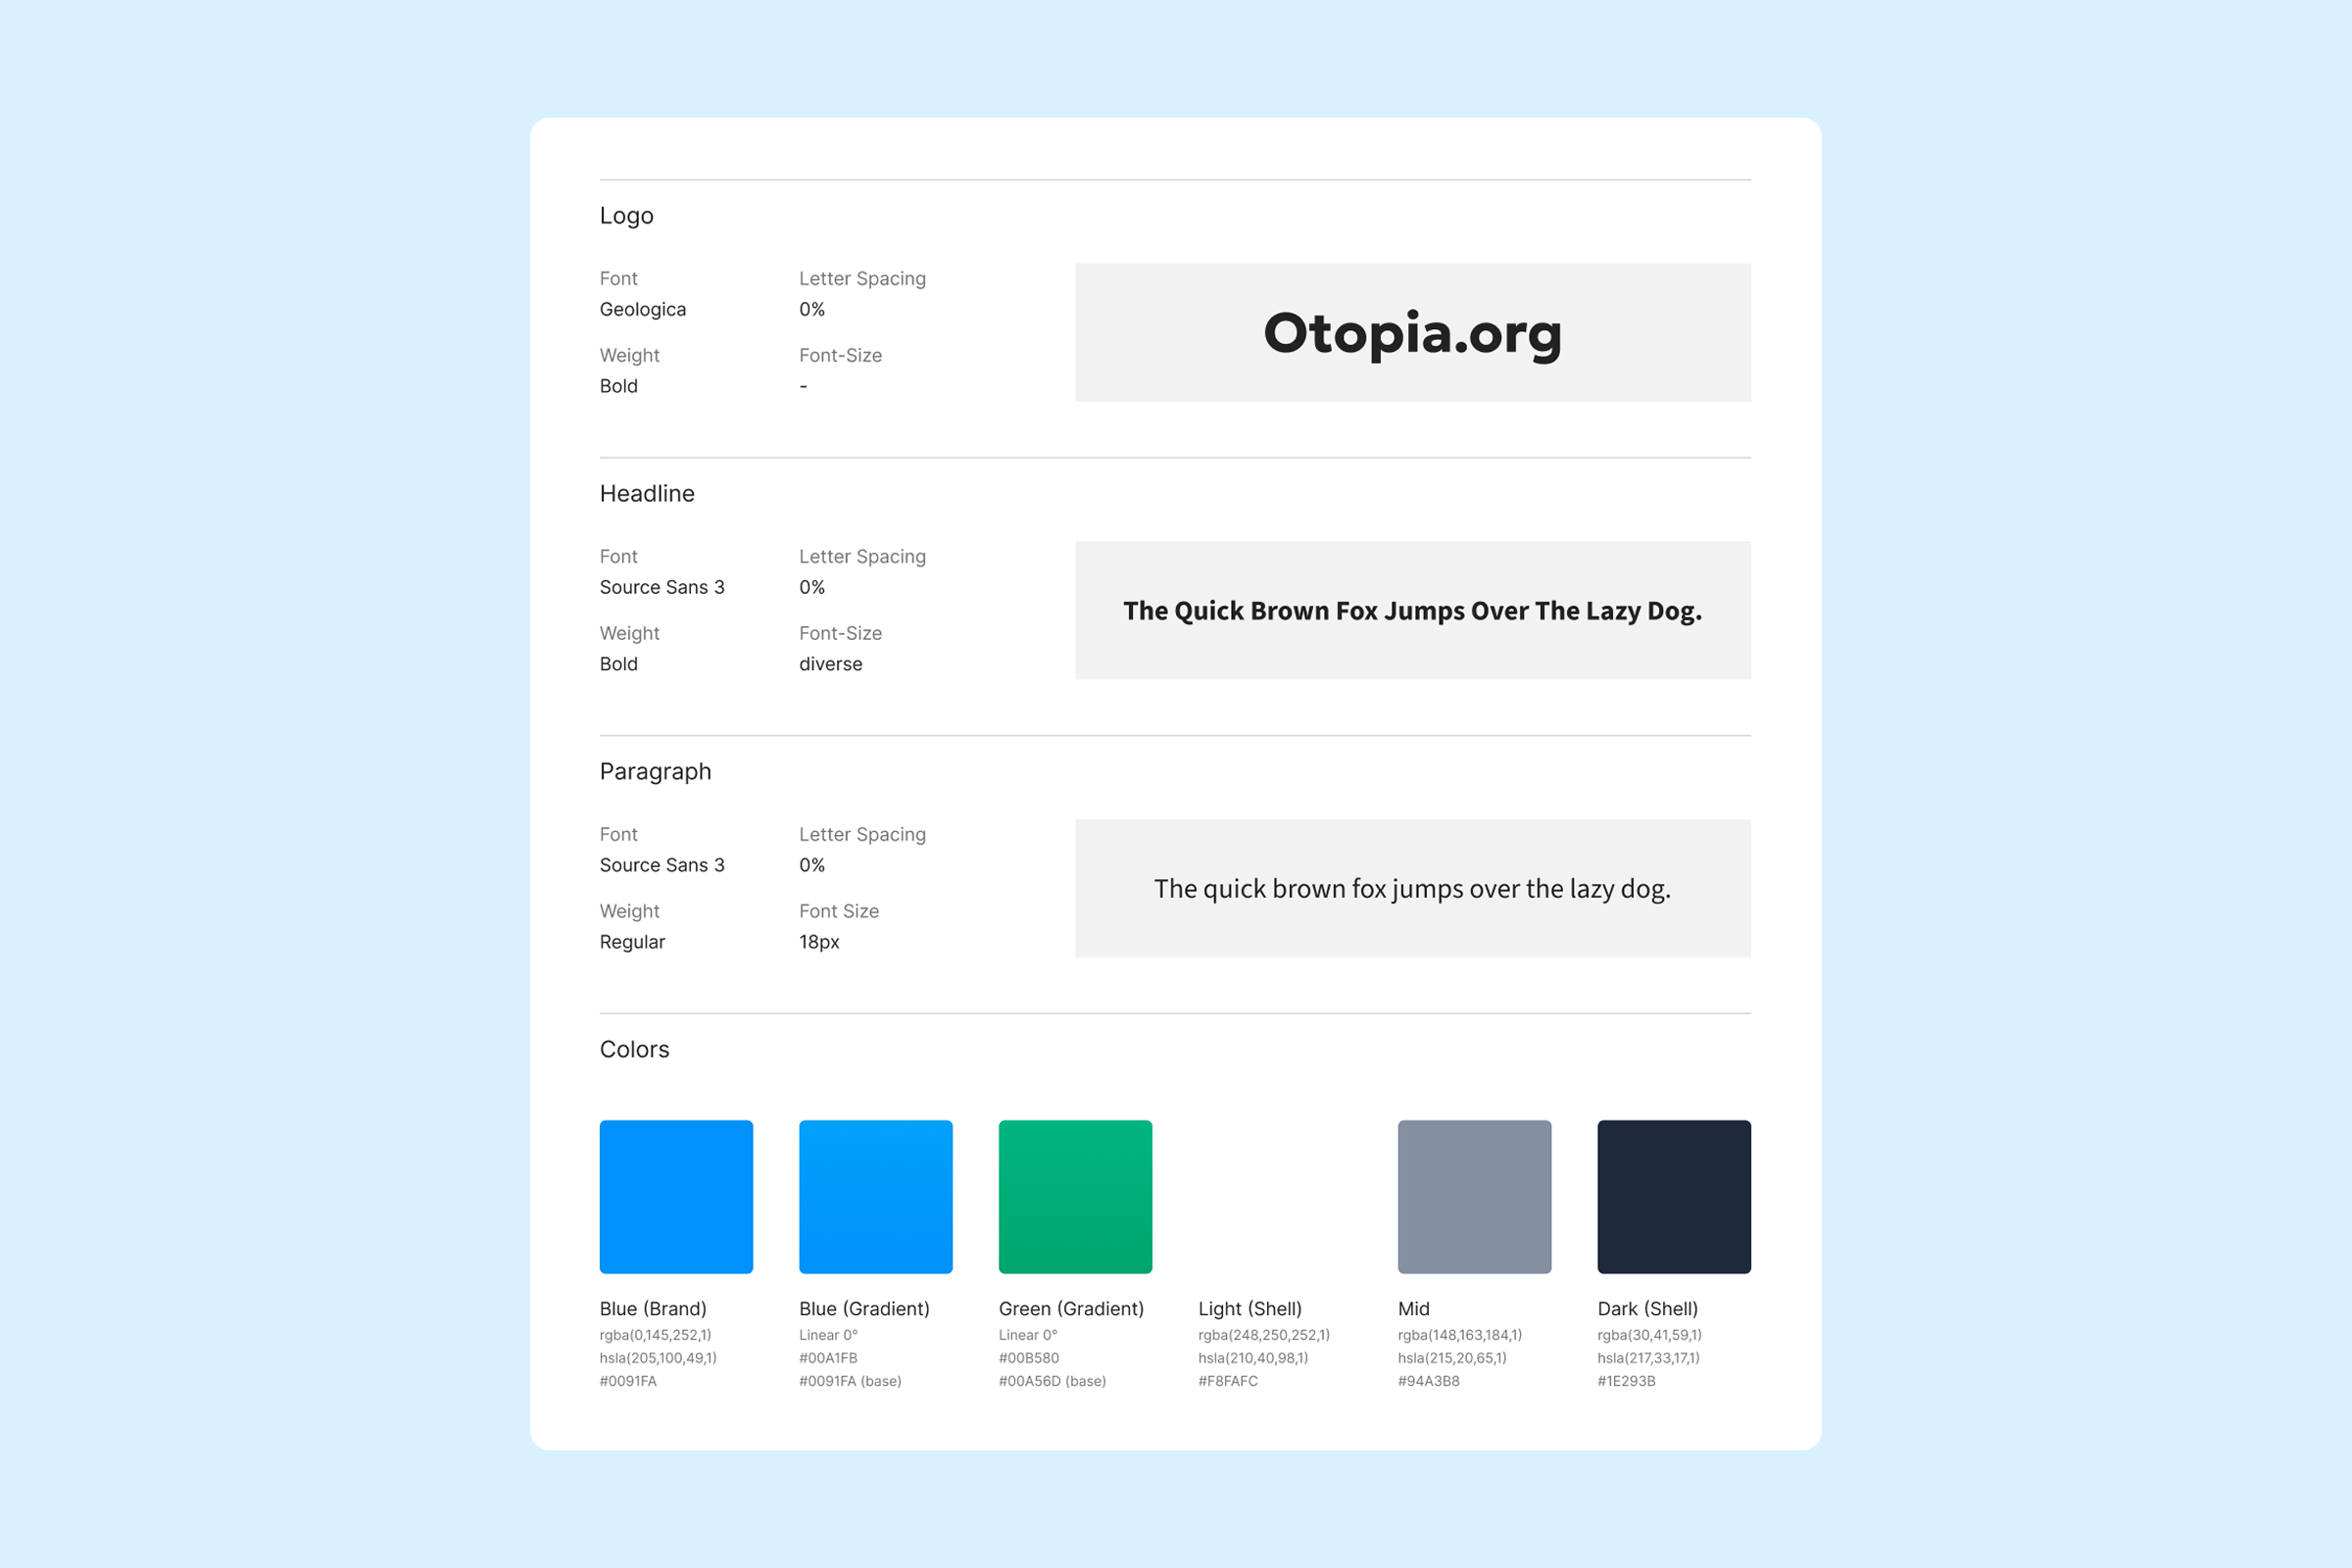 Logo
Font
Geologica
Letter Spacing
0%
Weight
Bold
Font-Size
-
Otopia.org
Headline
Font
Source Sans 3
Letter Spacing
0%
Weight
Bold
Font-Size
diverse
The Quick Brown Fox Jumps Over The Lazy Dog.
Paragraph
Font
Source Sans 3
Letter Spacing
0%
Weight
Regular
Font Size
18px
The quick brown fox jumps over the lazy dog.
Colors
Blue (Brand)
rgba(0,145,252,1)
hsla(205,100,49,1)
#0091FA
Blue (Gradient)
Linear 0°
#00A1FB
#0091FA (base)
Green (Gradient)
Linear 0°
#00B580
#00A56D (base)
Light (Shell)
rgba(248,250,252,1)
hsla(210,40,98,1)
#F8FAFC
Mid
rgba(148,163,184,1)
hsla(215,20,65,1)
#94A3B8
Dark (Shell)
rgba(30,41,59,1)
hsla(217,33,17,1)
#1E293B